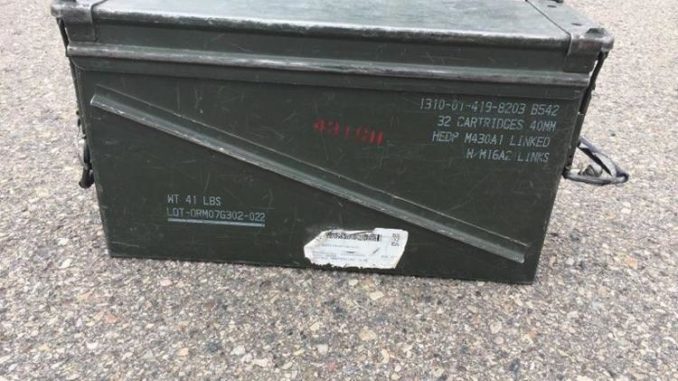 1310-01-419-8203 B542
32 CARTRIDGES 40MM
HEDP M430A1 LINKED
W/M16A2 LINKS
WT 41 LBS
LOT-ORM07G302-022